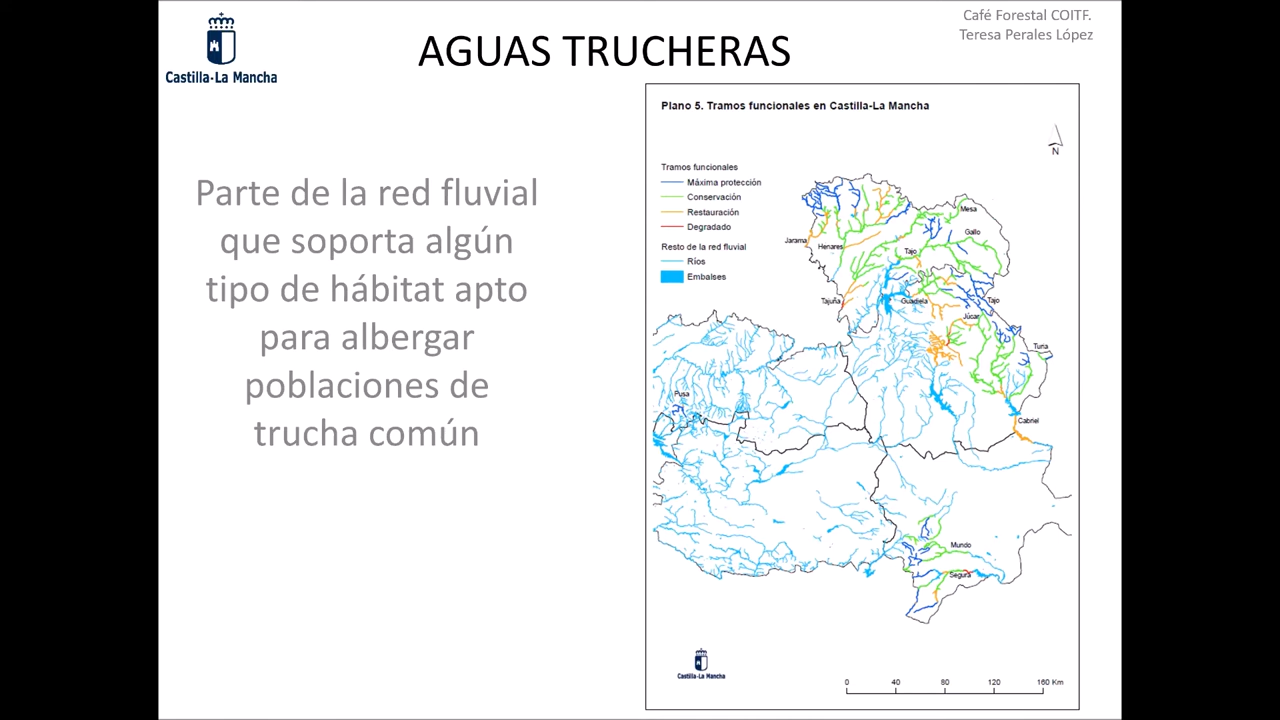 Café Forestal COITF.
Teresa Perales López
Castilla-La Mancha
AGUAS TRUCHERAS
Parte de la red fluvial
que soporta algún
tipo de hábitat apto
para albergar
poblaciones de
trucha común
Plano 5. Tramos funcionales en Castilla-La Mancha
N
Tramos funcionales
Máxima protección
Conservación
Restauración
Degradado
Resto de la red fluvial
Ríos
Embalses
Mesa
Gallo
Jarama
Henares
Tajo
Tajuña
Guadiela
Tajo
Júcar
Turia
Pusa
Cabriel
Mundo
Segura
Castilla-La Mancha
0 40 80 120 160 Km